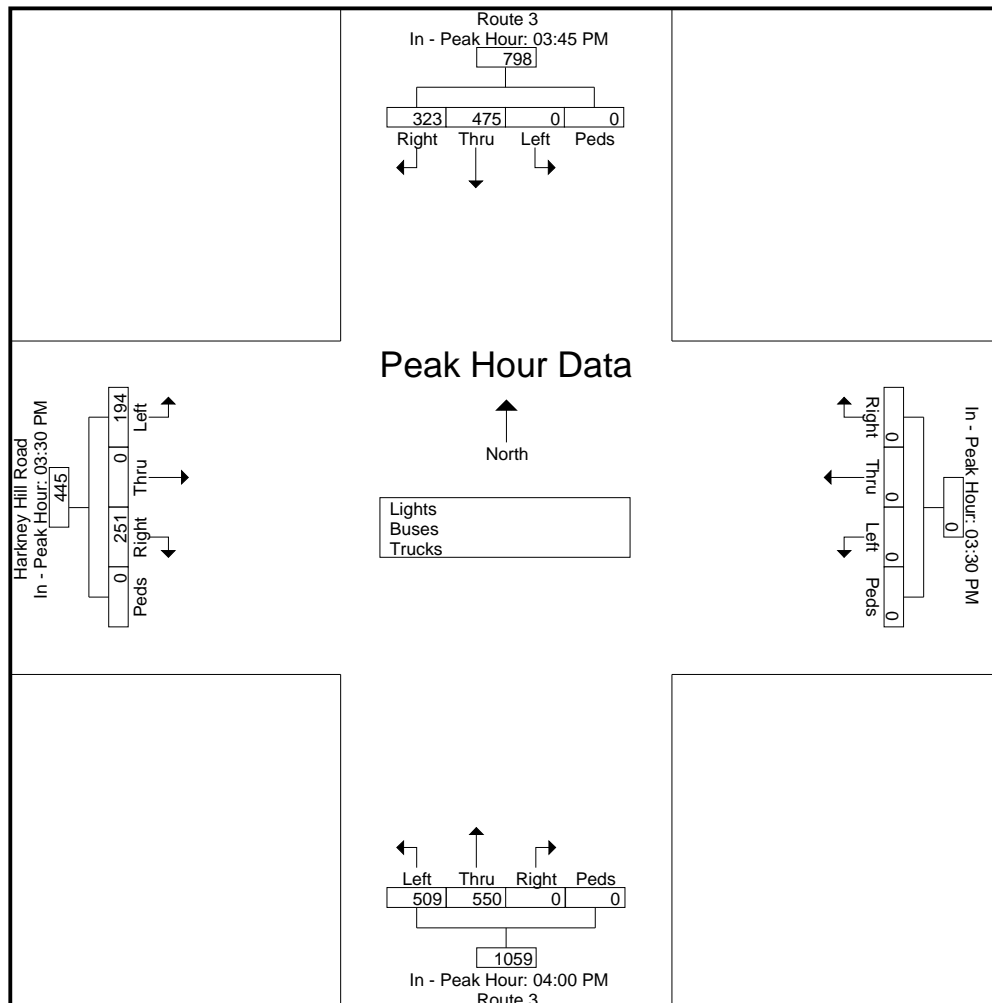 Route 3
In - Peak Hour: 03:45 PM
798
323 475 0 0
Right Thru Left Peds
Peak Hour Data
North
Lights
Buses
Trucks
Harkney Hill Road
In - Peak Hour: 03:30 PM
445
194 0 251 0
Left Thru Right Peds
In - Peak Hour: 03:30 PM
0
0 0 0 0
Right Thru Left Peds
Left Thru Right Peds
509 550 0 0
1059
In - Peak Hour: 04:00 PM
Route 3